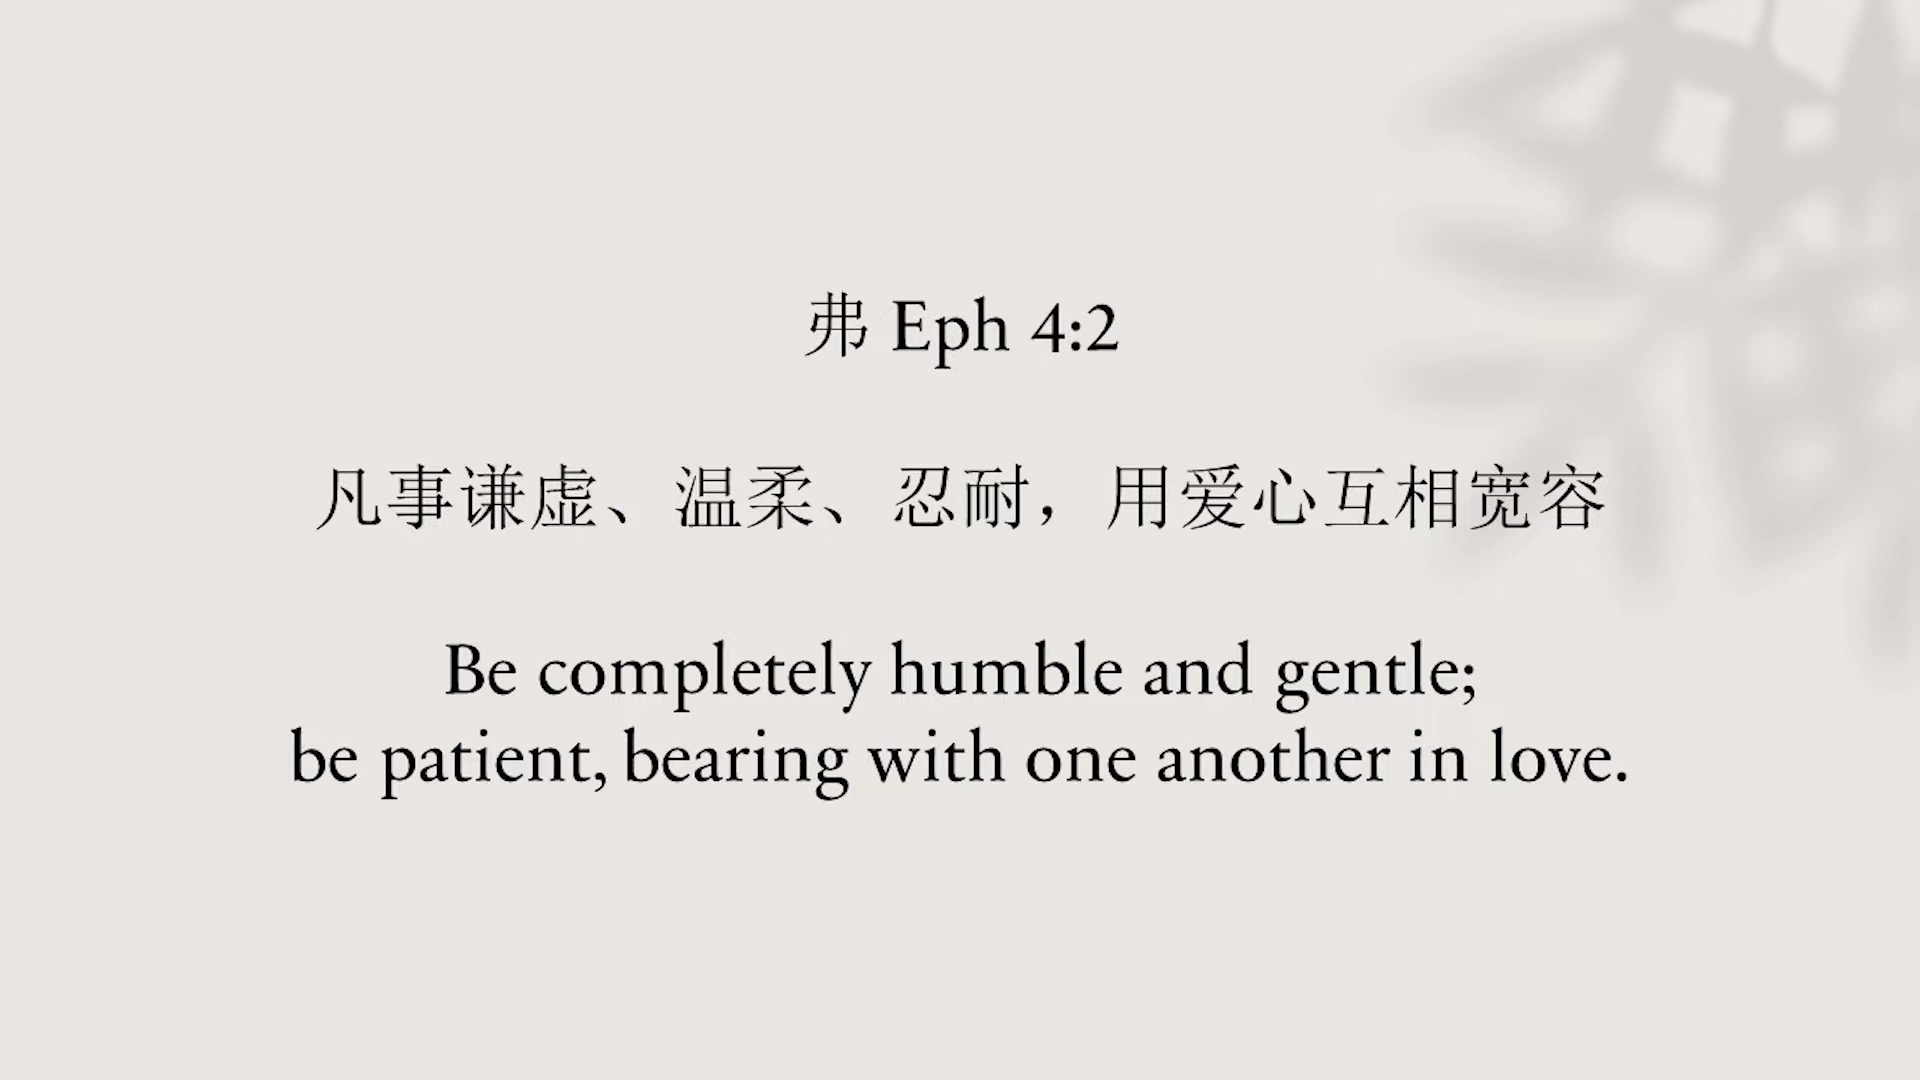 弗 Eph 4:2
凡事谦虚、温柔、忍耐，用爱心互相宽容
Be completely humble and gentle;
be patient, bearing with one another in love.